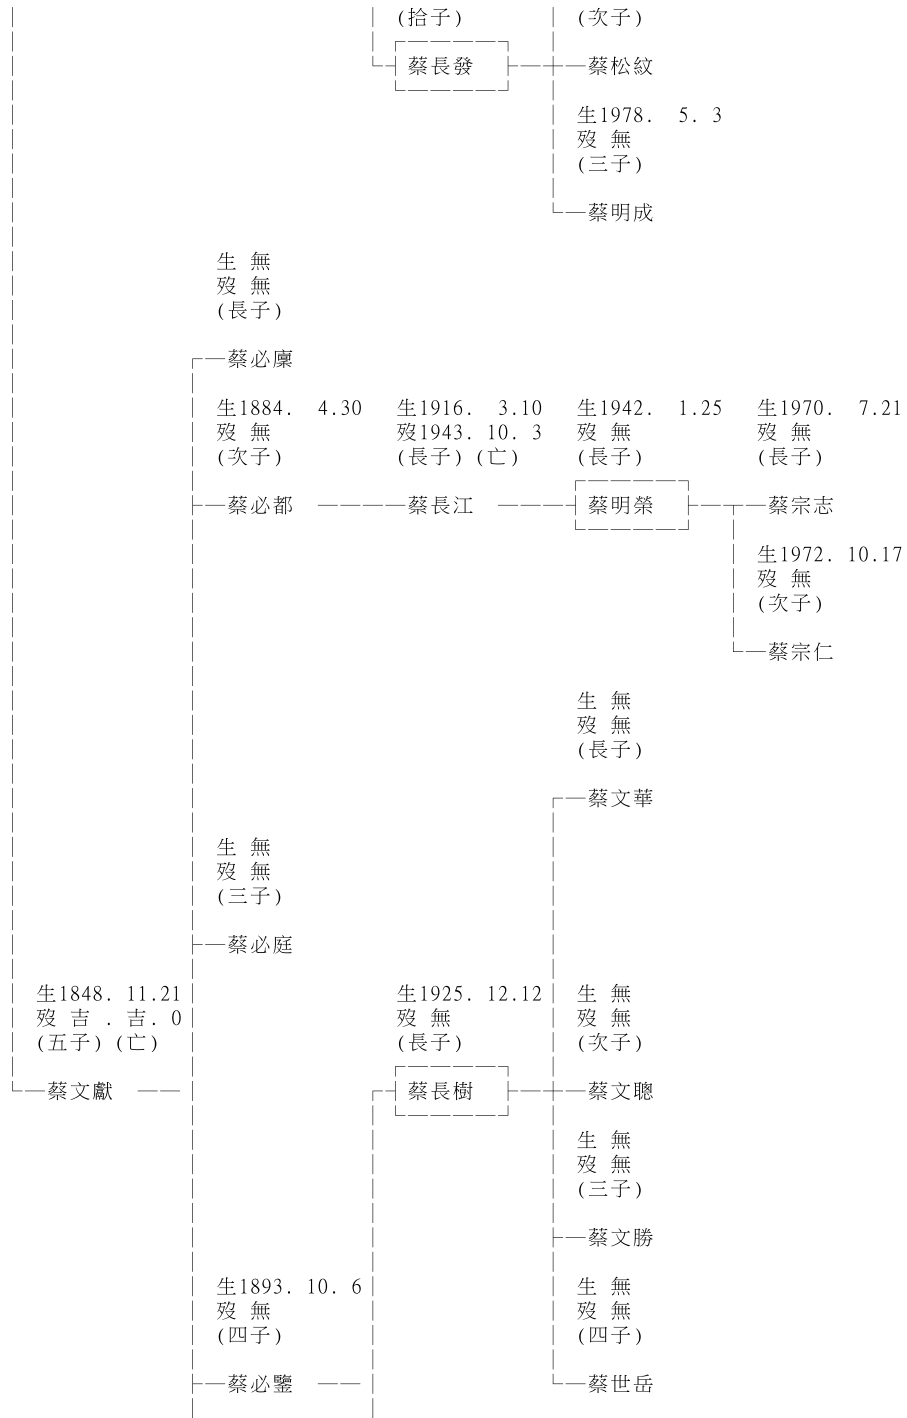 (拾子) (次子)
蔡長發 蔡松紋
生1978. 5. 3
歿 無
(三子)
蔡明成
生 無
歿 無
(長子)
蔡必廩
生1884. 4.30 生1916. 3.10 生1942. 1.25 生1970. 7.21
歿 無 歿1943. 10. 3 歿 無 歿 無
(次子) (長子)(亡) (長子) (長子)
蔡必都 蔡長江 蔡明榮 蔡宗志
生1972. 10.17
歿 無
(次子)
蔡宗仁
生 無
歿 無
(長子)
蔡文華
生 無
歿 無
(三子)
蔡必庭
生1848. 11.21 生1925. 12.12 生 無
歿 吉 . 吉. 0 歿 無 歿 無
(五子)(亡) (長子) (次子)
蔡文獻 蔡長樹 蔡文聰
生 無
歿 無
(三子)
蔡文勝
生1893. 10. 6 生 無
歿 無 歿 無
(四子) (四子)
蔡必鑒 蔡世岳